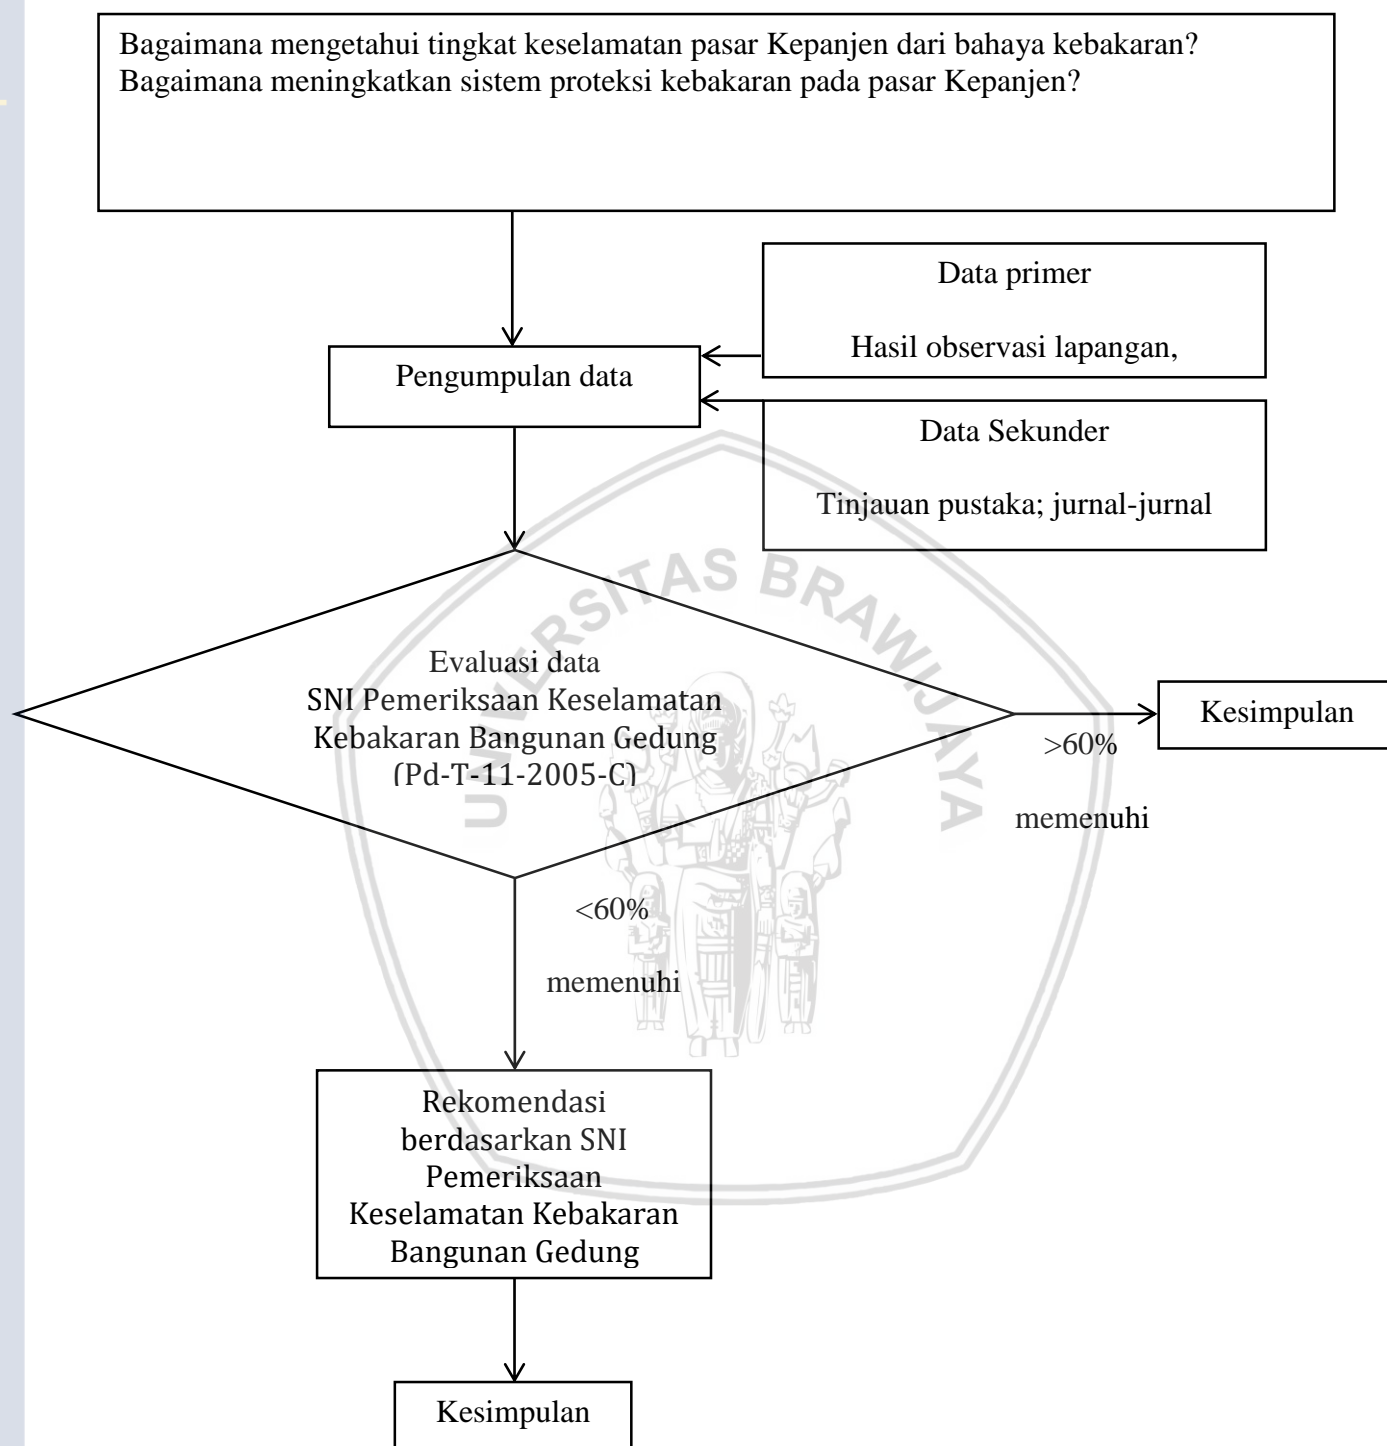 Bagaimana mengetahui tingkat keselamatan pasar Kepanjen dari bahaya kebakaran?
Bagaimana meningkatkan sistem proteksi kebakaran pada pasar Kepanjen?
Data primer
Hasil observasi lapangan,
Pengumpulan data
Data Sekunder
Tinjauan pustaka; jurnal-jurnal
UNIVERSITAS BRAWIJAYA
Evaluasi data
SNI Pemeriksaan Keselamatan
Kebakaran Bangunan Gedung
(Pd-T-11-2005-C)
>60%
memenuhi
Kesimpulan
<60%
memenuhi
Rekomendasi
berdasarkan SNI
Pemeriksaan
Keselamatan Kebakaran
Bangunan Gedung
Kesimpulan